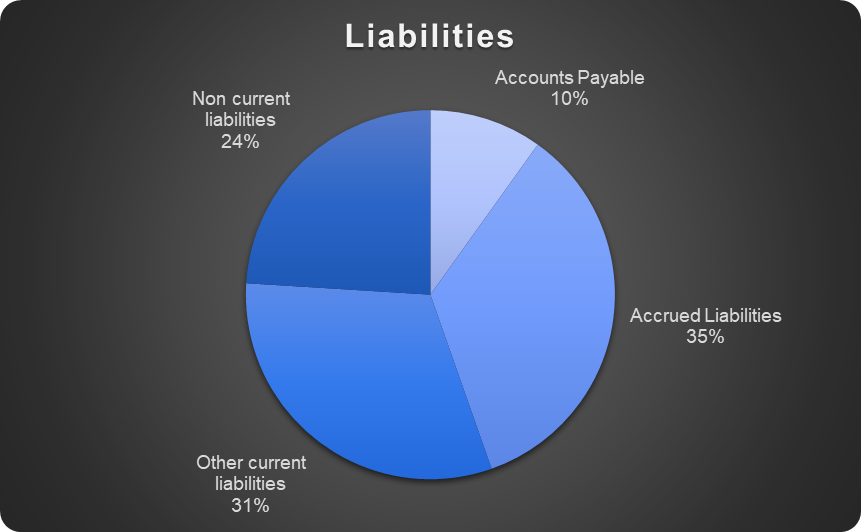 Liabilities
Accounts Payable
10%
Non current
liabilities
24%
Accrued Liabilities
35%
Other current
liabilities
31%